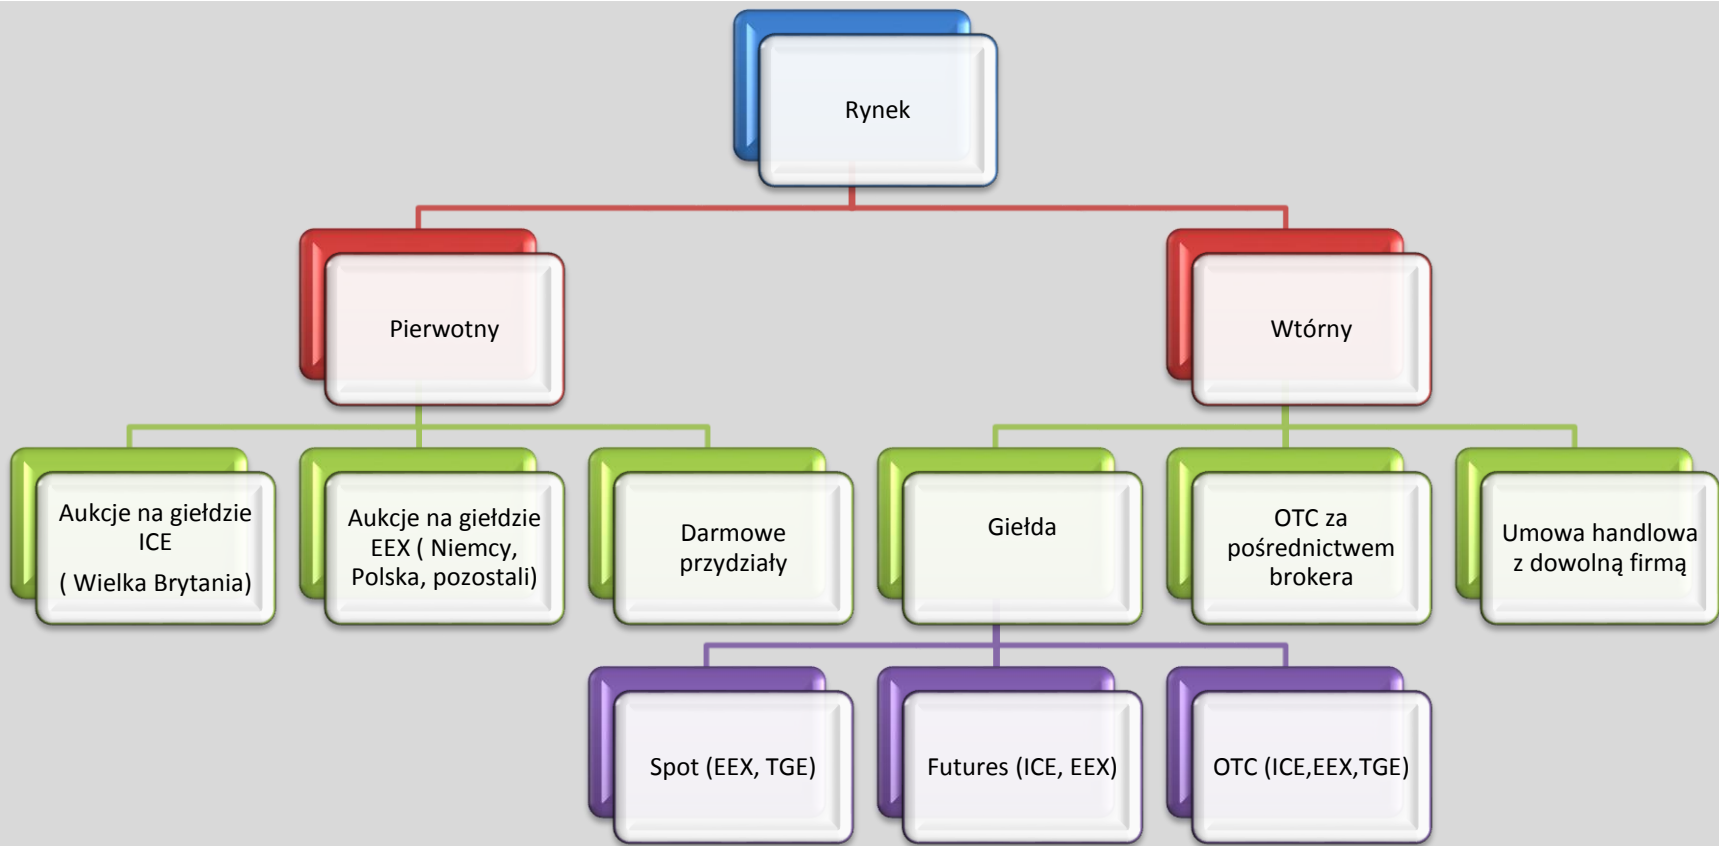 Rynek
Pierwotny
Wtórny
Aukcje na giełdzie
ICE
( Wielka Brytania)
Aukcje na giełdzie
EEX ( Niemcy,
Polska, pozostali)
Darmowe
przydziały
Giełda
OTC za
pośrednictwem
brokera
Umowa handlowa
z dowolną firmą
Spot (EEX, TGE)
Futures (ICE, EEX)
OTC (ICE,EEX,TGE)